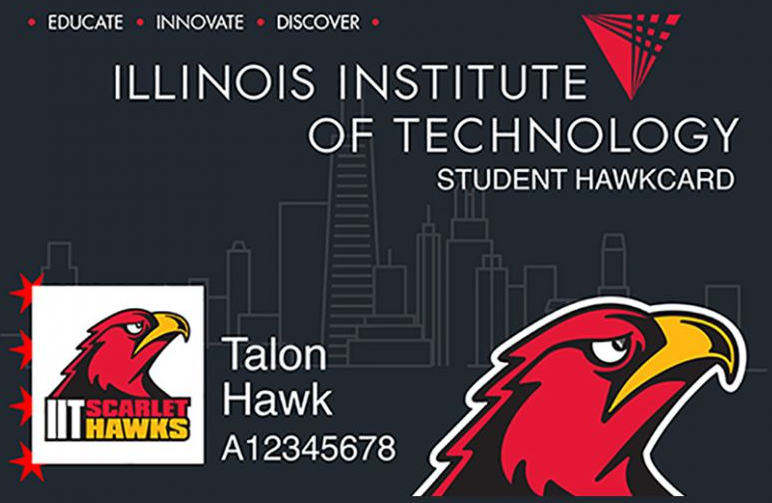 • EDUCATE • INNOVATE • DISCOVER •
ILLINOIS INSTITUTE
OF TECHNOLOGY
STUDENT HAWKCARD
IIT SCARLET
HAWKS
Talon
Hawk
A12345678